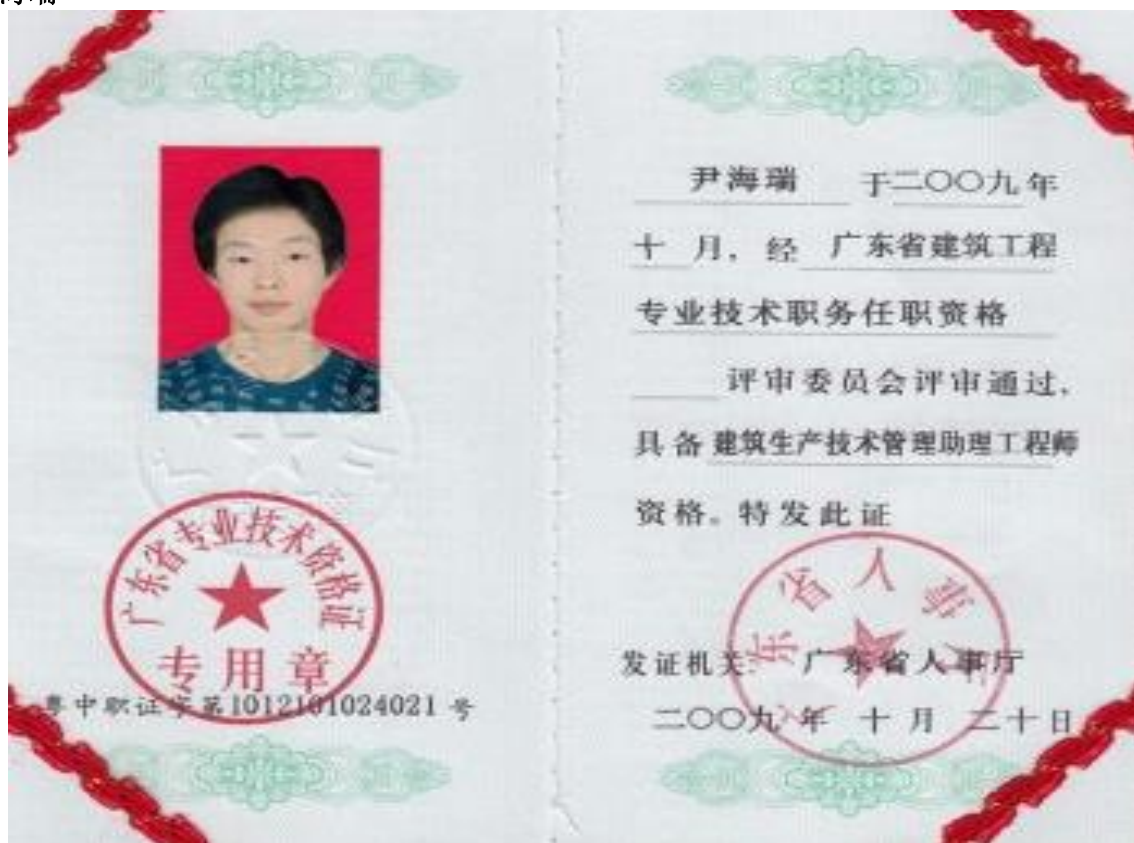 广东省专业技术资格证
专用章
粤中职证字第1012101024021号
尹海瑞 于二〇〇九年
十月，经 广东省建筑工程
专业技术职务任职资格
评审委员会评审通过，
具备 建筑生产技术管理助理工程师
资格。特发此证
东省人事
发证机关：广东省人事厅
二〇〇九年 十月 二十日